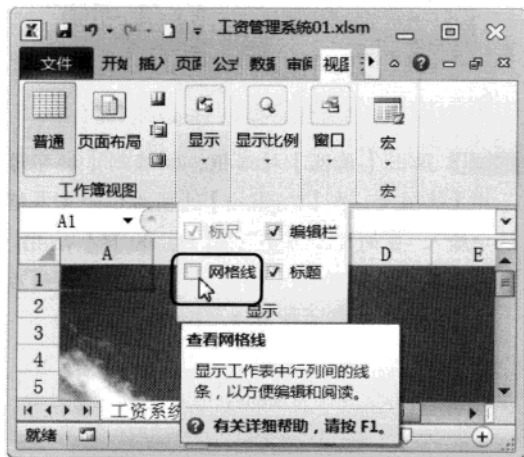 工资管理系统01.xlsm
文件 开始 插入 页面 公式 数据 审阅 视图
普通 页面布局 显示 显示比例 窗口 宏
工作簿视图 宏
A1
标尺 编辑栏
A D E
网格线 标题
1
显示
2
查看网格线
3
显示工作表中行列间的线
4
条，以方便编辑和阅读。
5
工资系统
有关详细帮助，请按 F1。
就绪